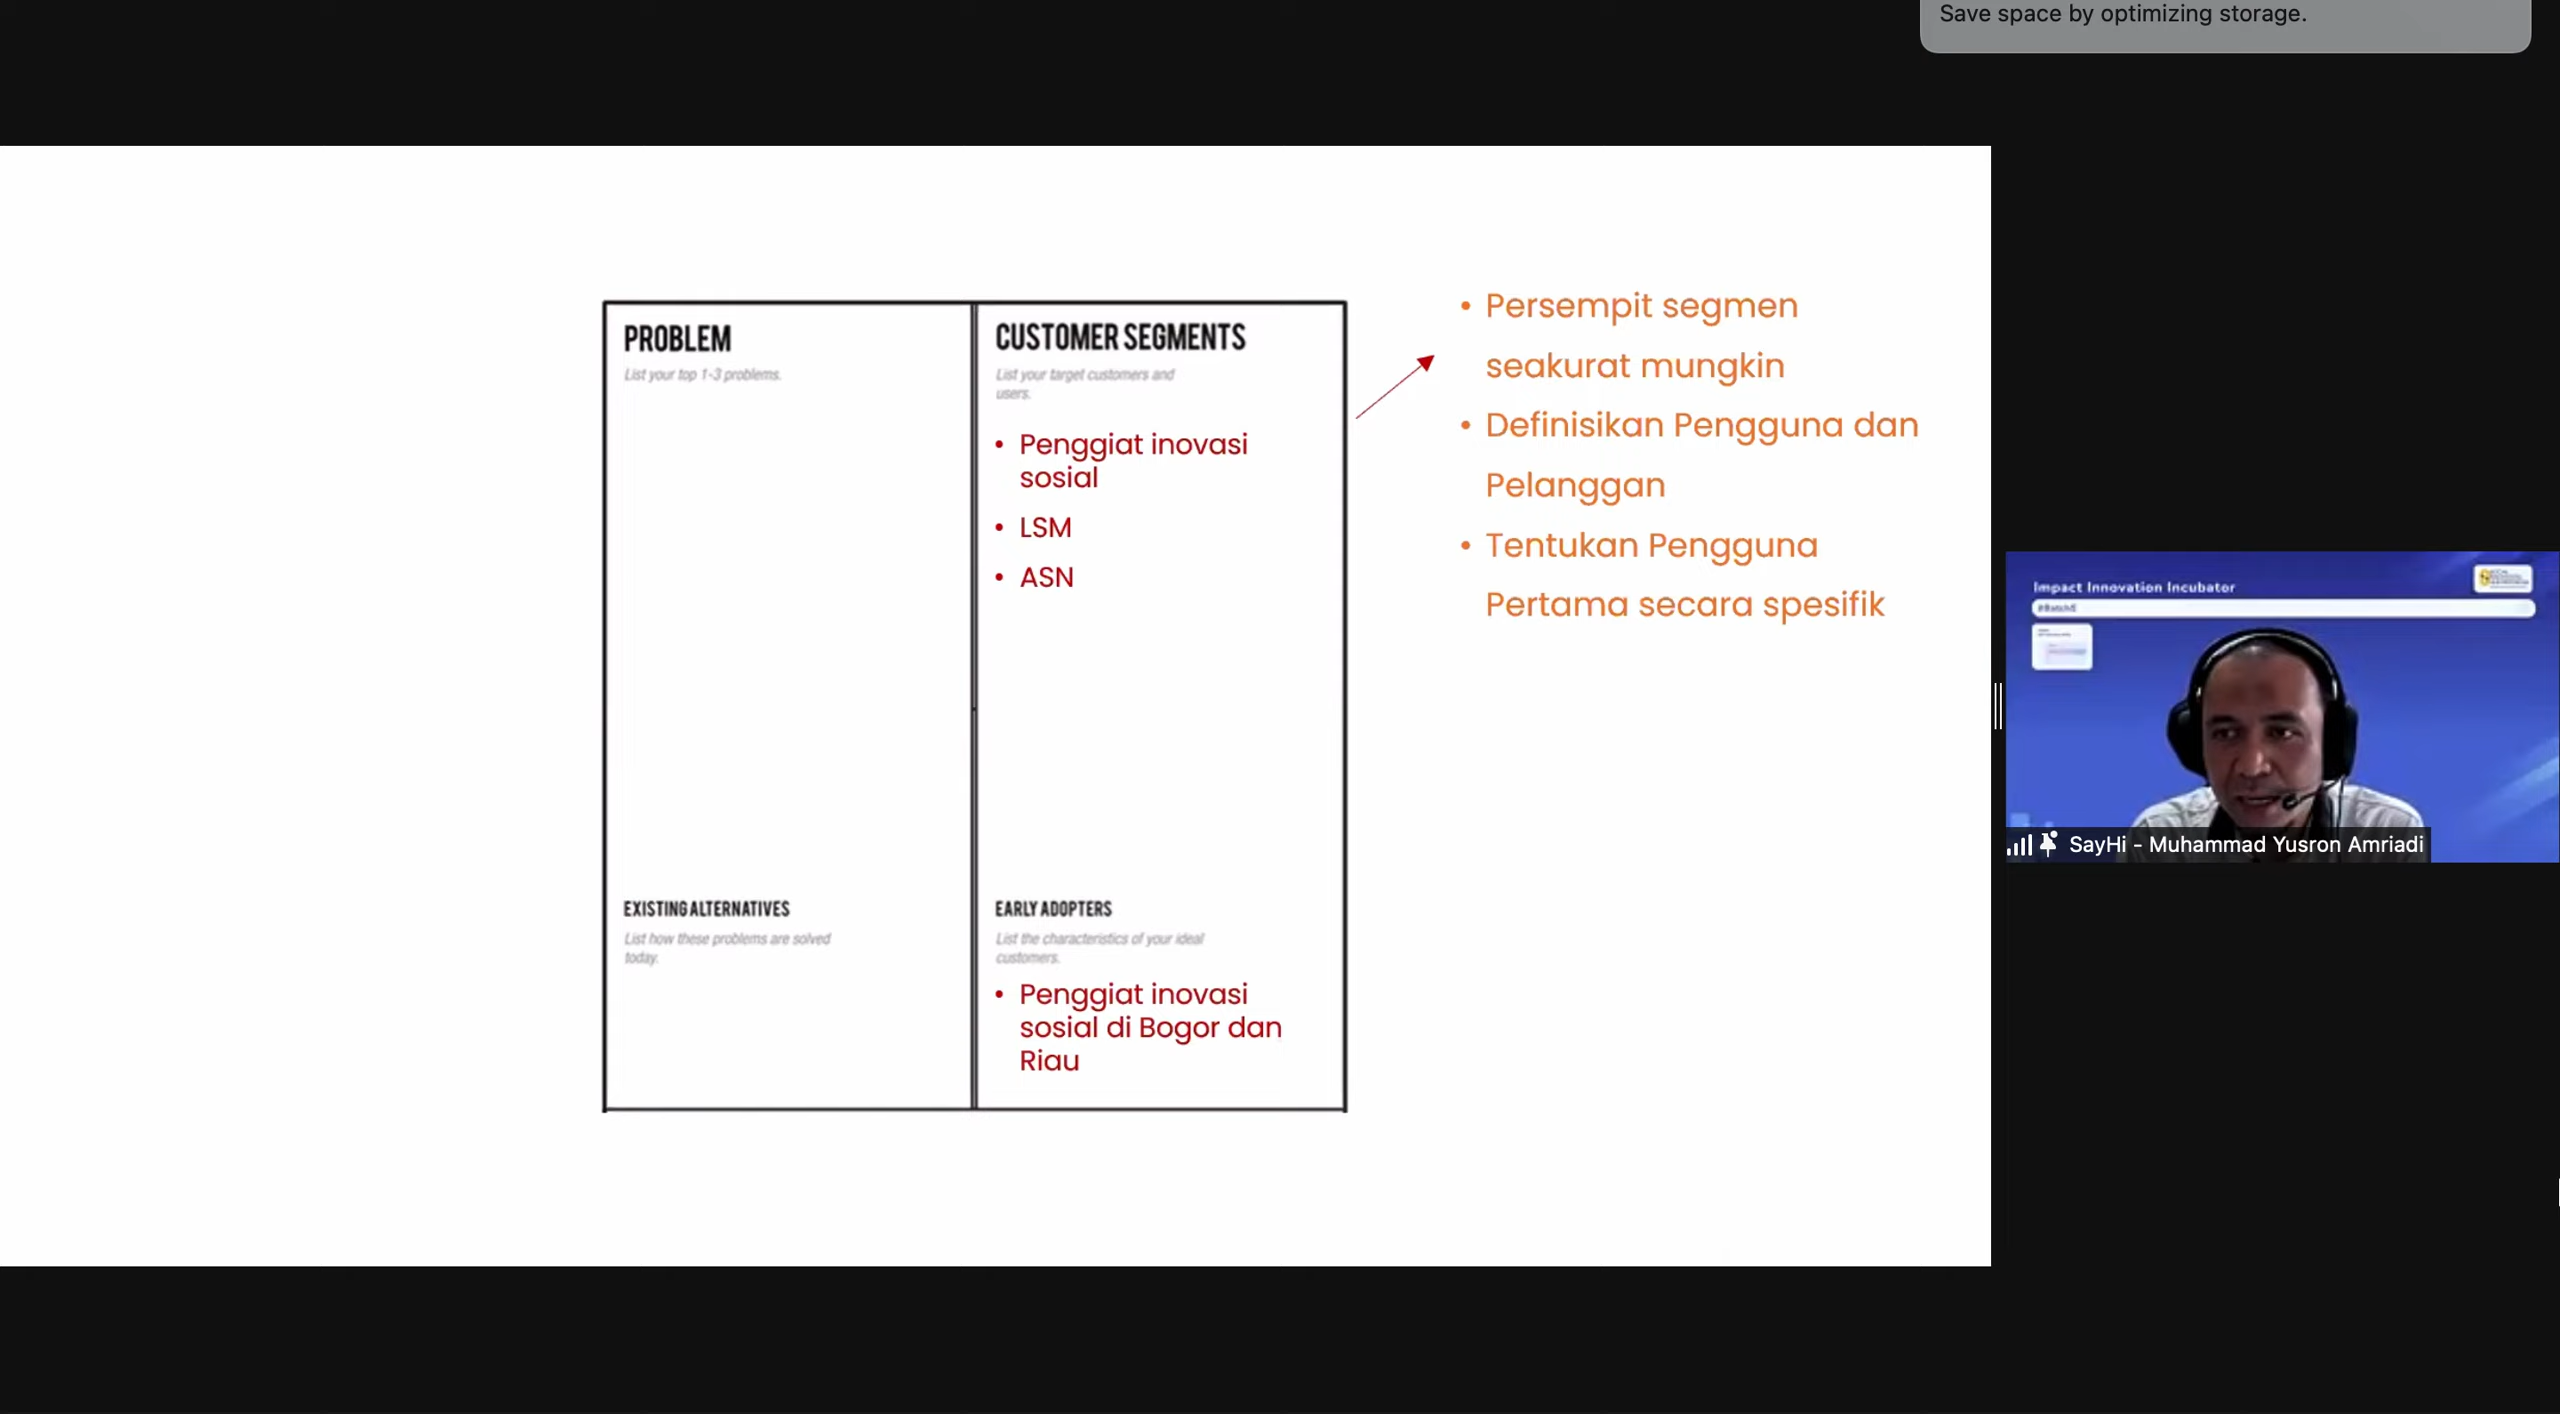 Save space by optimizing storage.
PROBLEM
List your top 1-3 problems.
EXISTING ALTERNATIVES
List how these problems are solved
today.
CUSTOMER SEGMENTS
List your target customers and
users.
• Penggiat inovasi
sosial
• LSM
• ASN
EARLY ADOPTERS
List the characteristics of your ideal
customers.
• Penggiat inovasi
sosial di Bogor dan
Riau
• Persempit segmen
seakurat mungkin
• Definisikan Pengguna dan
Pelanggan
• Tentukan Pengguna
Pertama secara spesifik
Impact Innovation Incubator
SayHi - Muhammad Yusron Amriadi